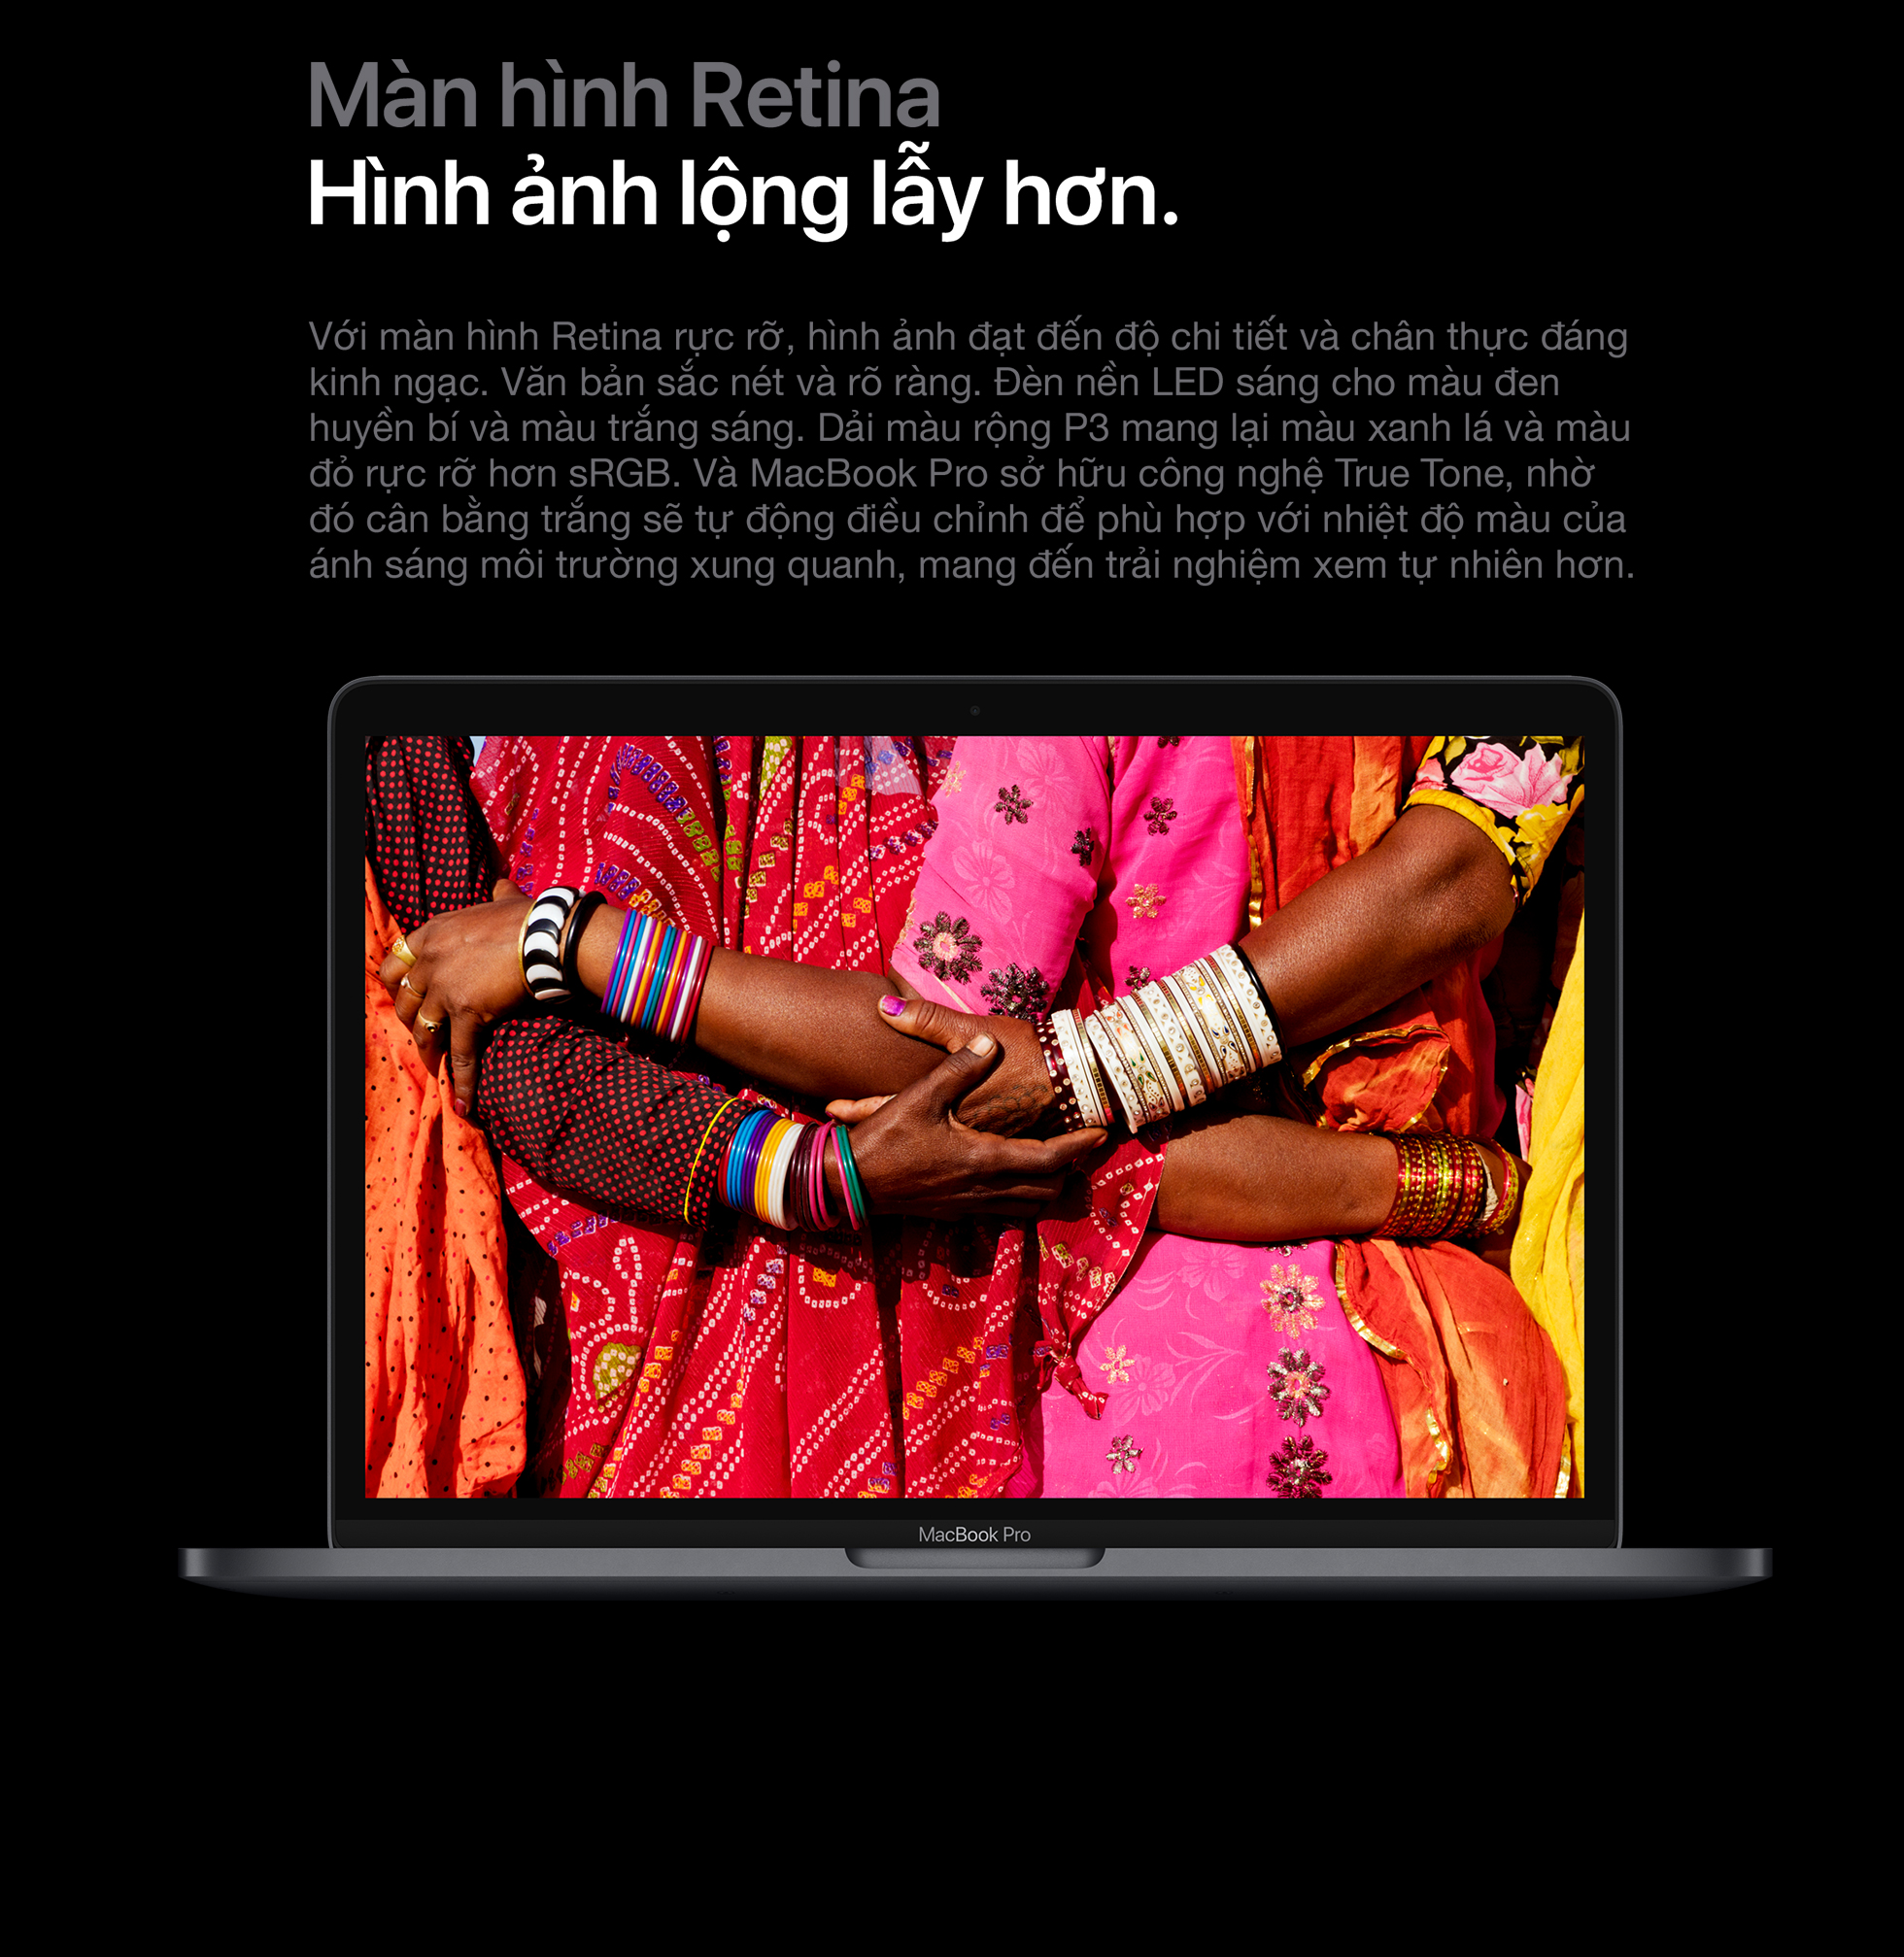 Màn hình Retina
Hình ảnh lộng lẫy hơn.
Với màn hình Retina rực rỡ, hình ảnh đạt đến độ chi tiết và chân thực đáng
kinh ngạc. Văn bản sắc nét và rõ ràng. Đèn nền LED sáng cho màu đen
huyền bí và màu trắng sáng. Dải màu rộng P3 mang lại màu xanh lá và màu
đỏ rực rỡ hơn sRGB. Và MacBook Pro sở hữu công nghệ True Tone, nhờ
đó cân bằng trắng sẽ tự động điều chỉnh để phù hợp với nhiệt độ màu của
ánh sáng môi trường xung quanh, mang đến trải nghiệm xem tự nhiên hơn.
MacBook Pro